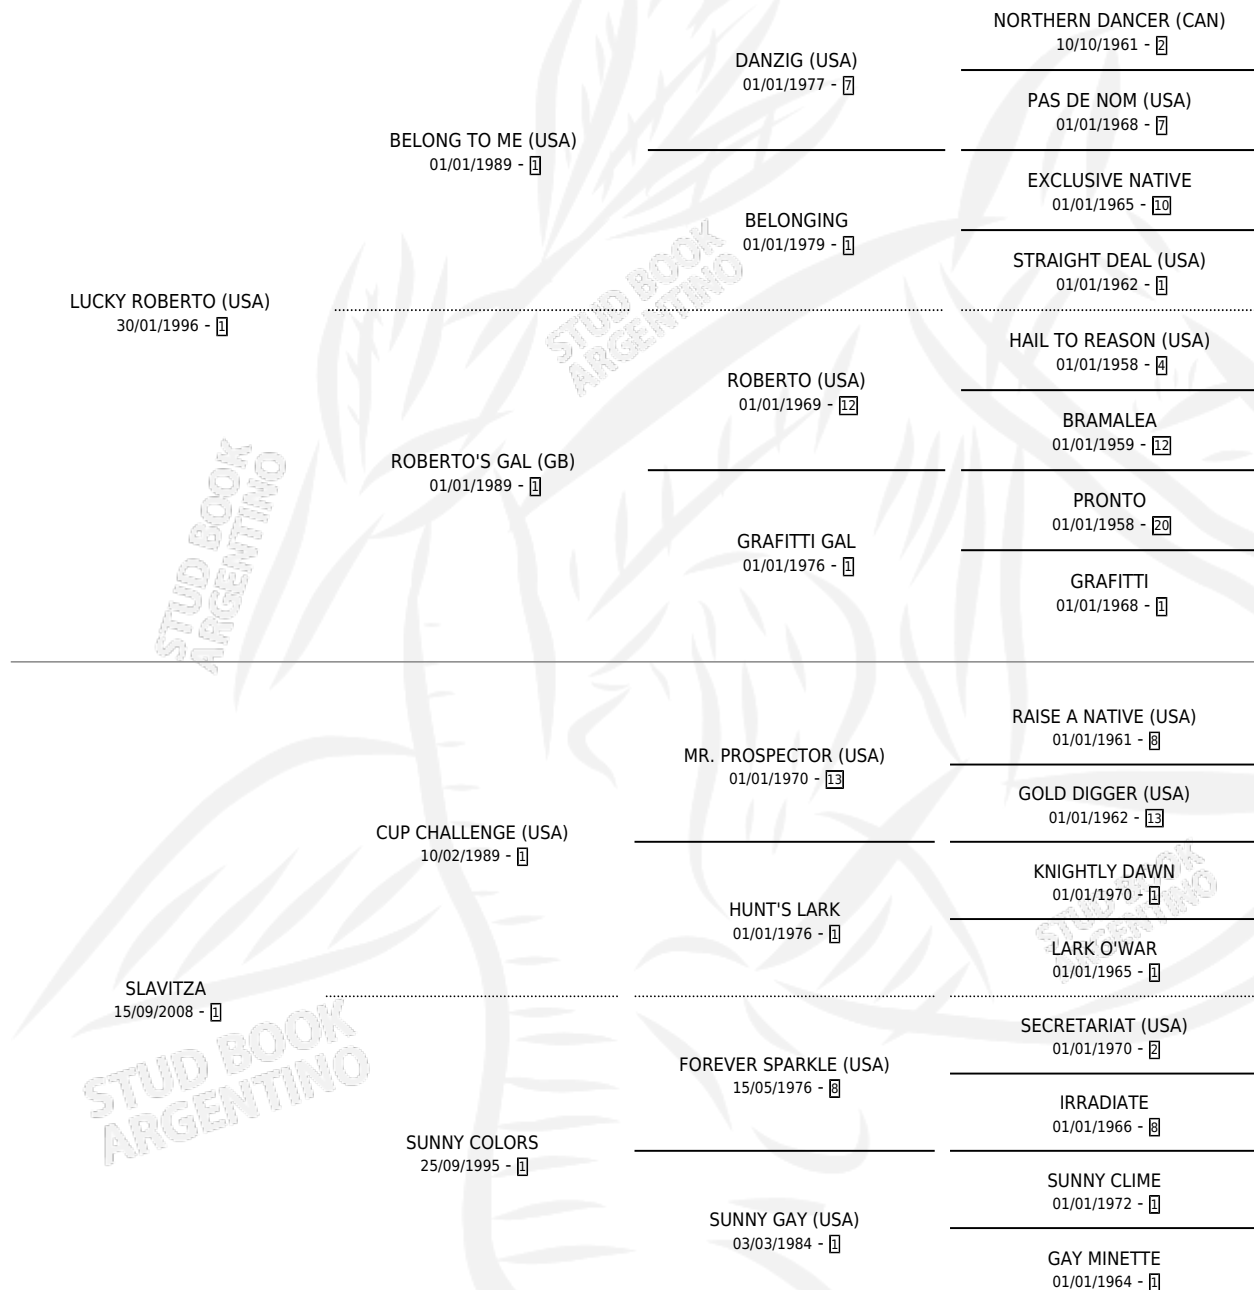 NORTHERN DANCER (CAN)
10/10/1961 - 2
DANZIG (USA)
01/01/1977 - 7
PAS DE NOM (USA)
01/01/1968 - 7
BELONG TO ME (USA)
01/01/1989 - 1
EXCLUSIVE NATIVE
01/01/1965 - 10
BELONGING
01/01/1979 - 1
STRAIGHT DEAL (USA)
01/01/1962 - 1
LUCKY ROBERTO (USA)
30/01/1996 - 1
STUD BOOK
ARGENTINO
HAIL TO REASON (USA)
01/01/1958 - 4
ROBERTO (USA)
01/01/1969 - 12
BRAMALEA
01/01/1959 - 12
ROBERTO'S GAL (GB)
01/01/1989 - 1
PRONTO
01/01/1958 - 20
GRAFITTI GAL
01/01/1976 - 1
GRAFITTI
01/01/1968 - 1
STUD BOOK
ARGENTINO
RAISE A NATIVE (USA)
01/01/1961 - 8
MR. PROSPECTOR (USA)
01/01/1970 - 13
GOLD DIGGER (USA)
01/01/1962 - 13
CUP CHALLENGE (USA)
10/02/1989 - 1
KNIGHTLY DAWN
01/01/1970 - 1
HUNT'S LARK
01/01/1976 - 1
STUD BOOK
ARGENTINO
LARK O'WAR
01/01/1965 - 1
SLAVITZA
15/09/2008 - 1
STUD BOOK
ARGENTINO
SECRETARIAT (USA)
01/01/1970 - 2
FOREVER SPARKLE (USA)
15/05/1976 - 8
IRRADIATE
01/01/1966 - 8
SUNNY COLORS
25/09/1995 - 1
SUNNY CLIME
01/01/1972 - 1
SUNNY GAY (USA)
03/03/1984 - 1
GAY MINETTE
01/01/1964 - 1